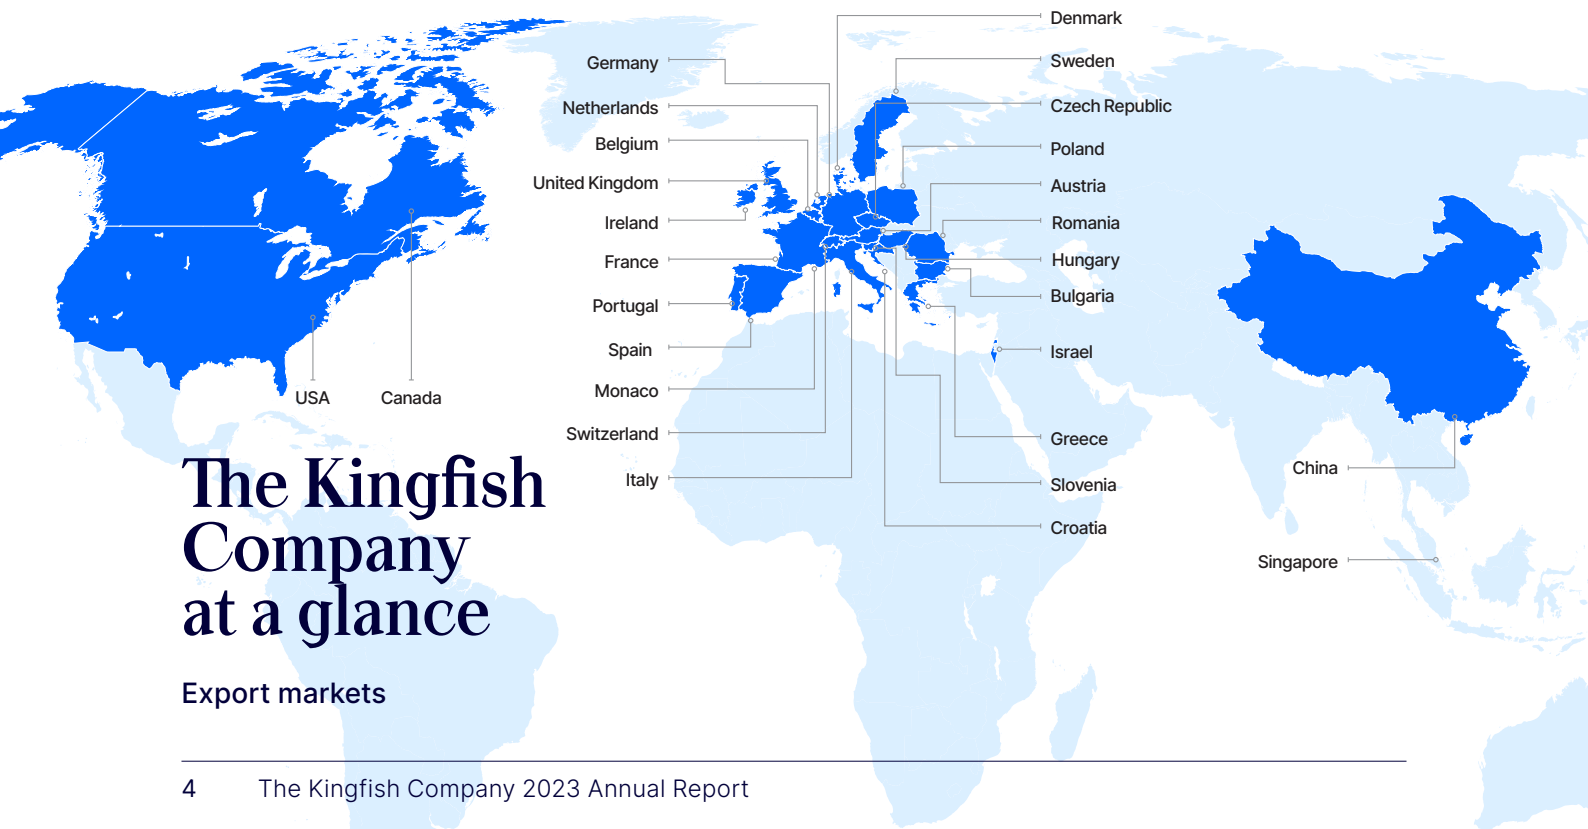 Denmark
Germany
Sweden
Netherlands
Czech Republic
Belgium
Poland
United Kingdom
Austria
Ireland
Romania
France
Hungary
Portugal
Bulgaria
Spain
Israel
Monaco
USA
Canada
Switzerland
Greece
Italy
Slovenia
Croatia
China
Singapore
The Kingfish
Company
at a glance
Export markets
4 The Kingfish Company 2023 Annual Report